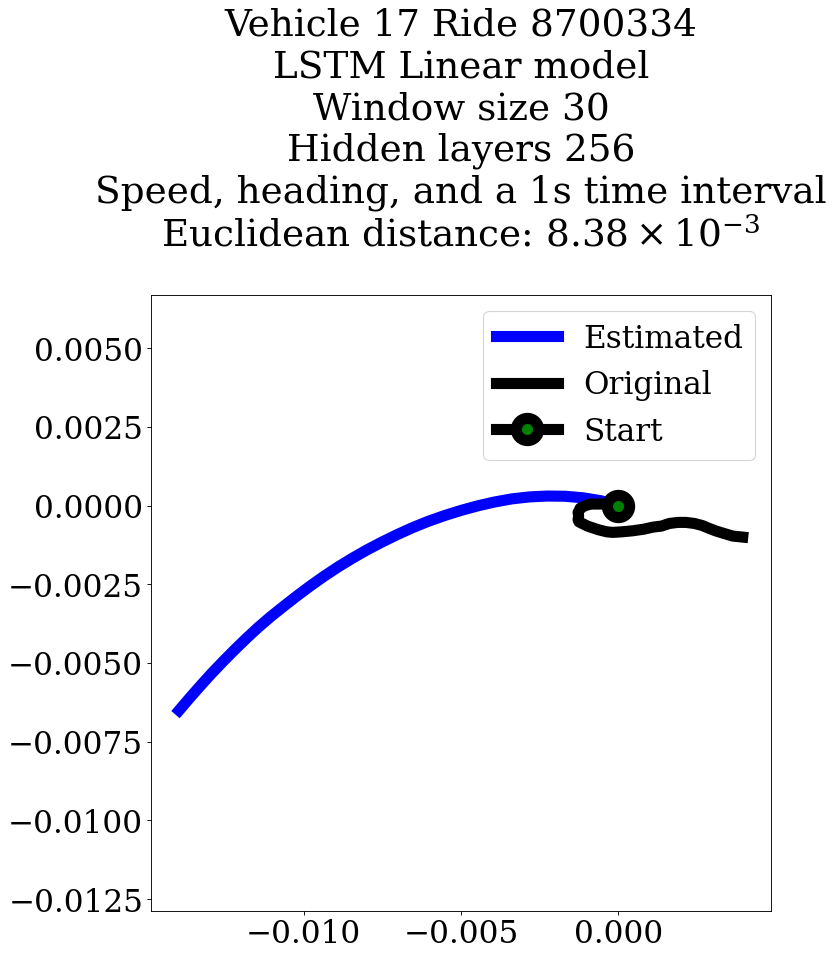 Vehicle 17 Ride 8700334
LSTM Linear model
Window size 30
Hidden layers 256
Speed, heading, and a 1s time interval
Euclidean distance: 8.38 × 10⁻³
Estimated
Original
Start
0.0050
0.0025
0.0000
−0.0025
−0.0050
−0.0075
−0.0100
−0.0125
−0.010 −0.005 0.000